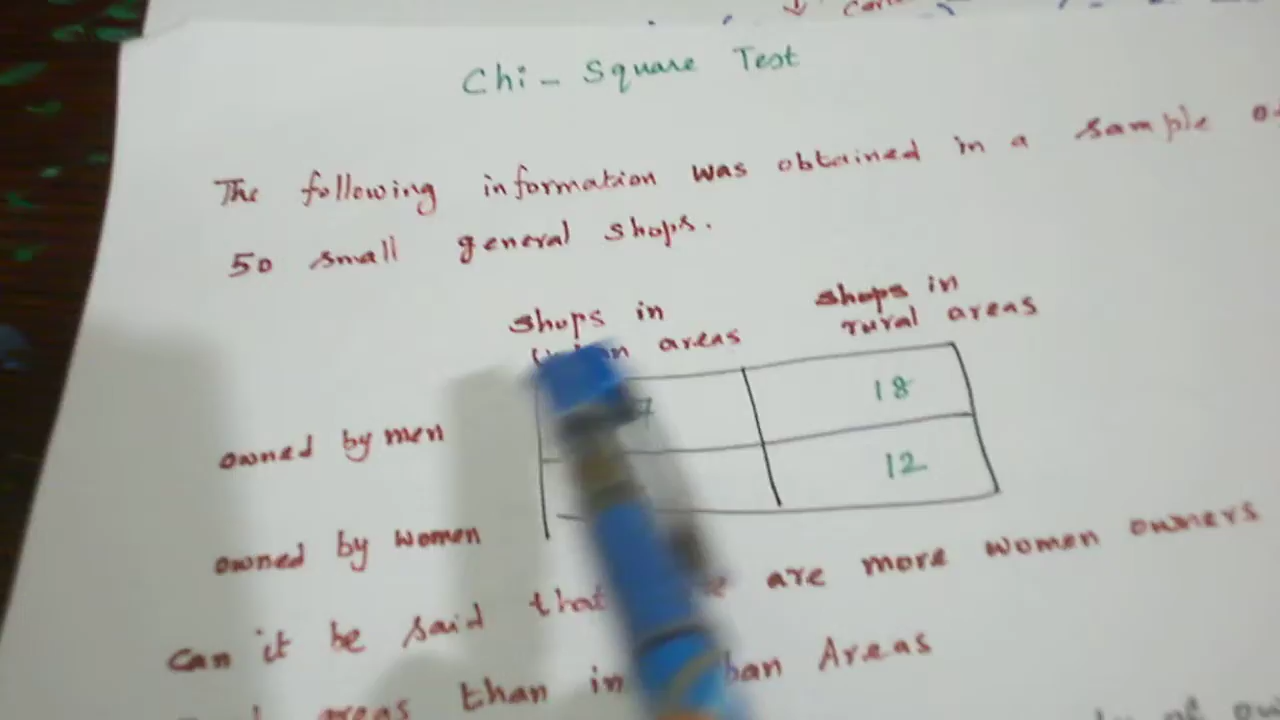 Chi - Square Test
The following information was obtained in a sample
50 small general shops.
shops in
areas
shops in
rural areas
owned by men
18
owned by women
12
Can it be said that are more women owners
areas than in Areas